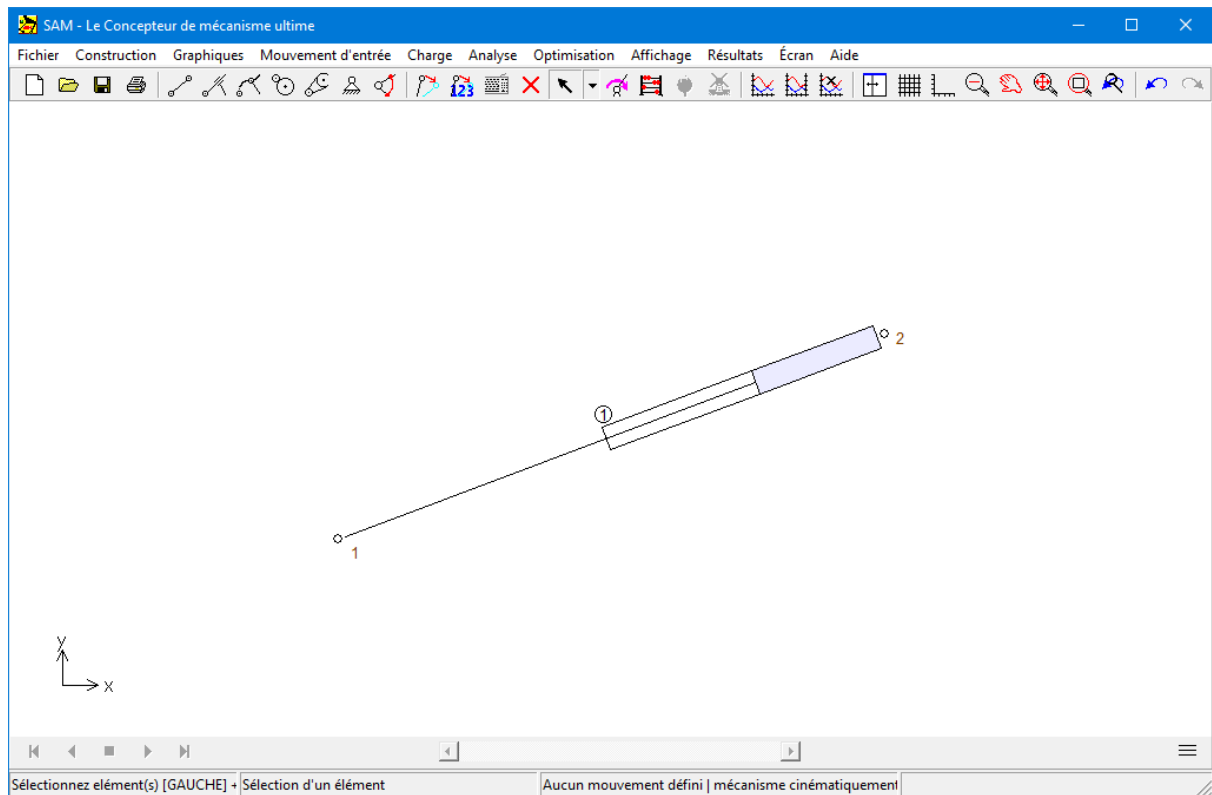 SAM - Le Concepteur de mécanisme ultime
Fichier Construction Graphiques Mouvement d'entrée Charge Analyse Optimisation Affichage Résultats Écran Aide
123
2
1
1
y
x
Sélectionnez elément(s) [GAUCHE] + Sélection d'un élément Aucun mouvement défini | mécanisme cinématiquement